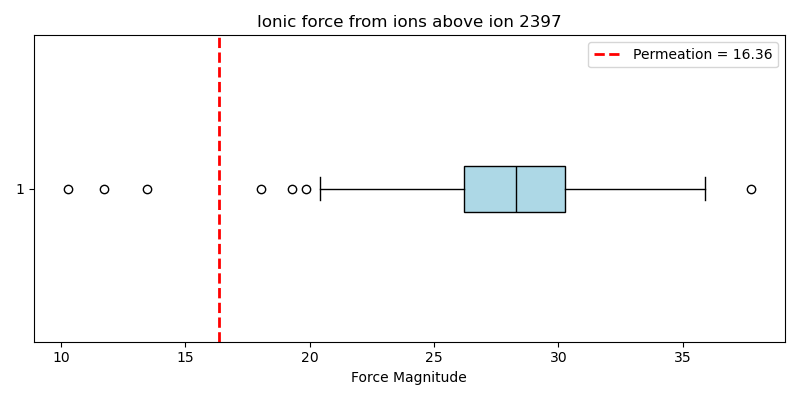 Ionic force from ions above ion 2397
Permeation = 16.36
1
10 15 20 25 30 35
Force Magnitude